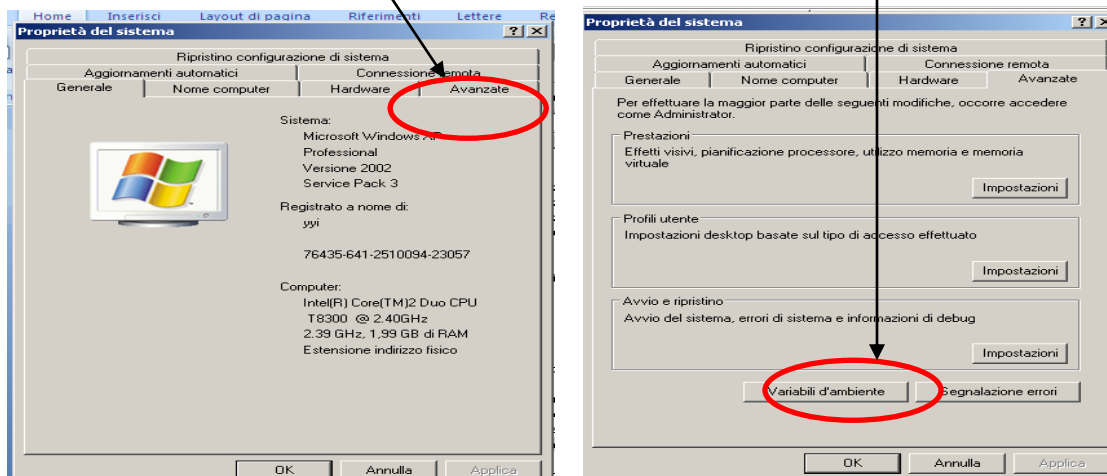 Home Inserisci Layout di pagina Riferimenti Lettere
Proprietà del sistema
Ripristino configurazione di sistema
Aggiornamenti automatici Connessione remota
Generale Nome computer Hardware Avanzate
Sistema:
Microsoft Windows
Professional
Versione 2002
Service Pack 3
Registrato a nome di:
yyi
76435-641-2510094-23057
Computer:
Intel(R) Core(TM)2 Duo CPU
T8300 @ 2.40GHz
2.39 GHz, 1,99 GB di RAM
Estensione indirizzo fisico
OK Annulla Applica
Proprietà del sistema
Ripristino configurazione di sistema
Aggiornamenti automatici Connessione remota
Generale Nome computer Hardware Avanzate
Per effettuare la maggior parte delle seguenti modifiche, occorre accedere
come Administrator.
Prestazioni
Effetti visivi, pianificazione processore, utilizzo memoria e memoria
virtuale
Impostazioni
Profili utente
Impostazioni desktop basate sul tipo di accesso effettuato
Impostazioni
Avvio e ripristino
Avvio del sistema, errori di sistema e informazioni di debug
Impostazioni
Variabili d'ambiente Segnalazione errori
OK Annulla Applica